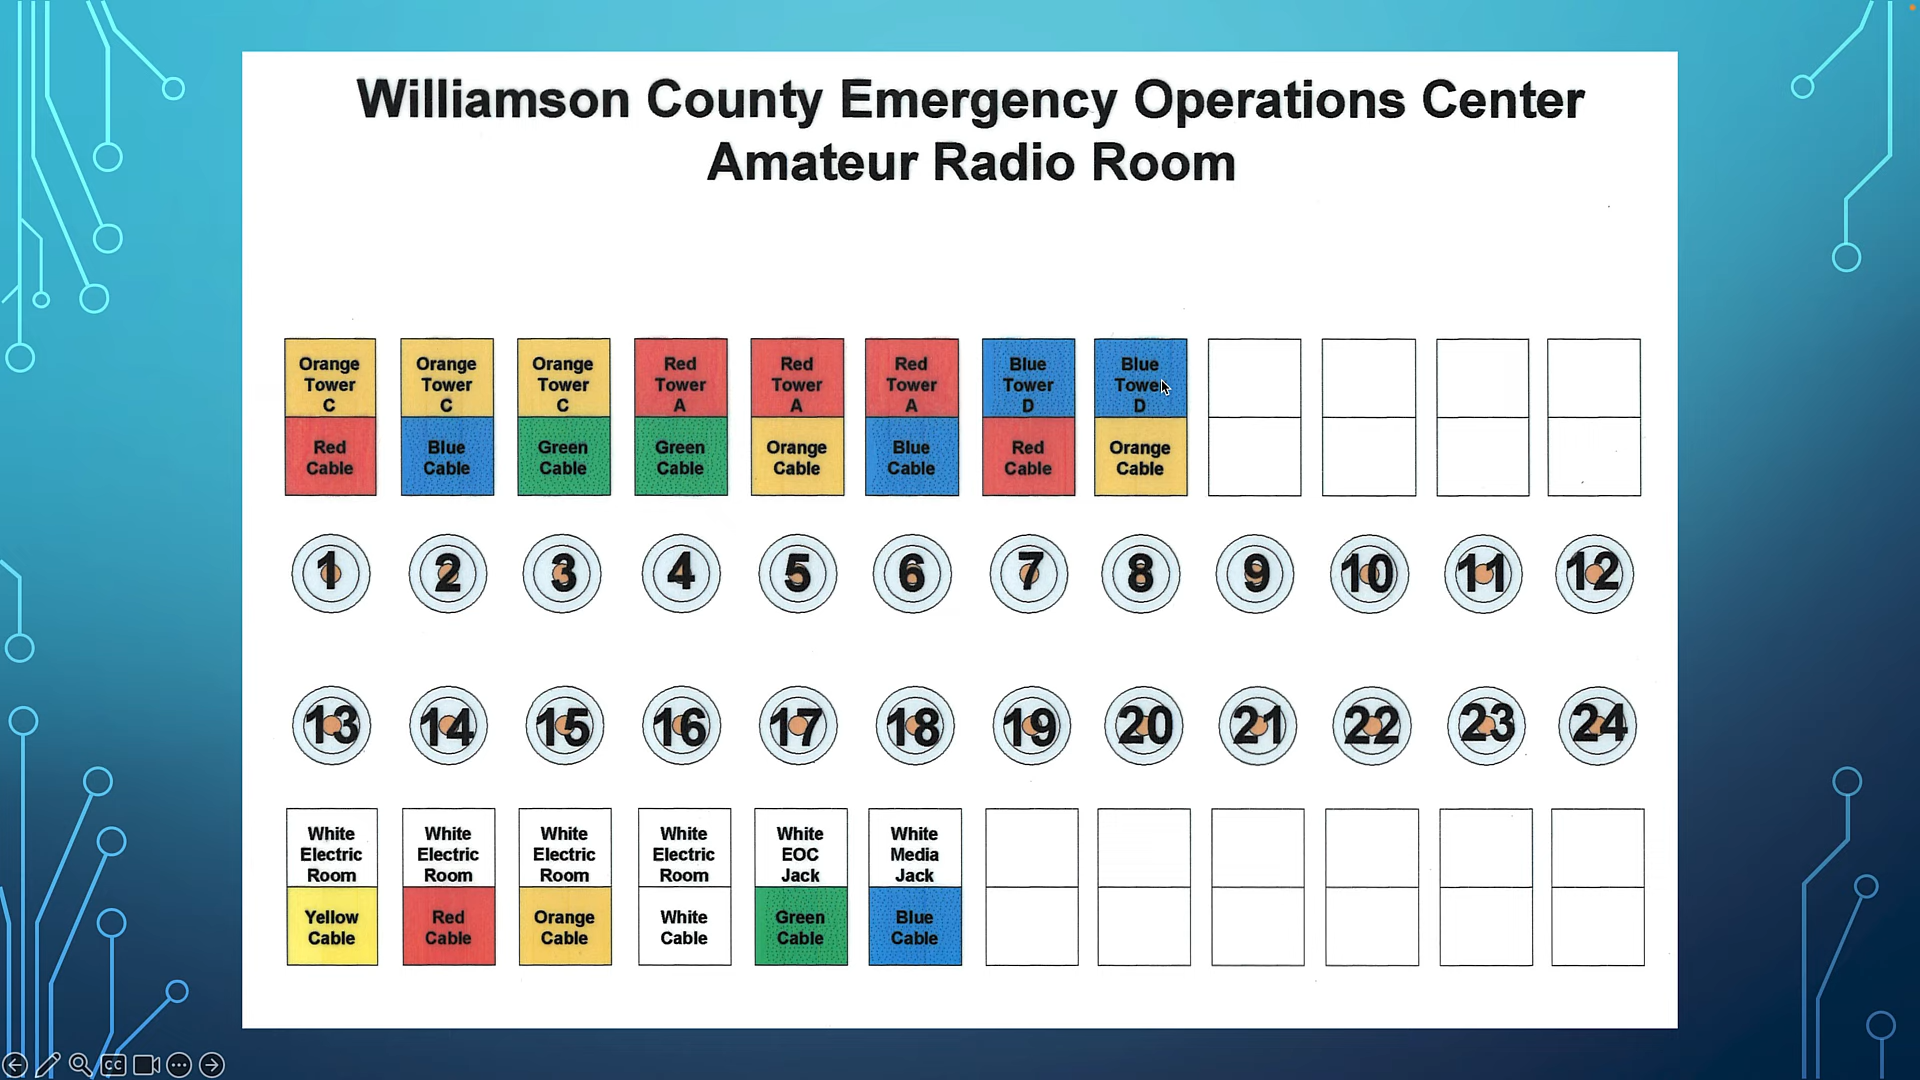 Williamson County Emergency Operations Center
Amateur Radio Room
Orange
Tower
C
Red
Cable
Orange
Tower
C
Blue
Cable
Orange
Tower
C
Green
Cable
Red
Tower
A
Green
Cable
Red
Tower
A
Orange
Cable
Red
Tower
A
Blue
Cable
Blue
Tower
D
Red
Cable
Blue
Tower
D
Orange
Cable
1
2
3
4
5
6
7
8
9
10
11
12
13
14
15
16
17
18
19
20
21
22
23
24
White
Electric
Room
Yellow
Cable
White
Electric
Room
Red
Cable
White
Electric
Room
Orange
Cable
White
Electric
Room
White
Cable
White
EOC
Jack
Green
Cable
White
Media
Jack
Blue
Cable
CC